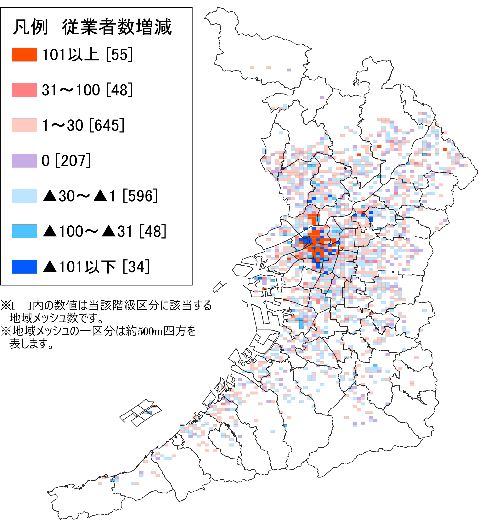 凡例　従業者数増減
101以上 [55]
31～100 [48]
1～30 [645]
0 [207]
▲30～▲1 [596]
▲100～▲31 [48]
▲101以下 [34]
※[　]内の数値は当該階級区分に該当する
地域メッシュ数です。
※地域メッシュの一区分は約500m四方を
表します。